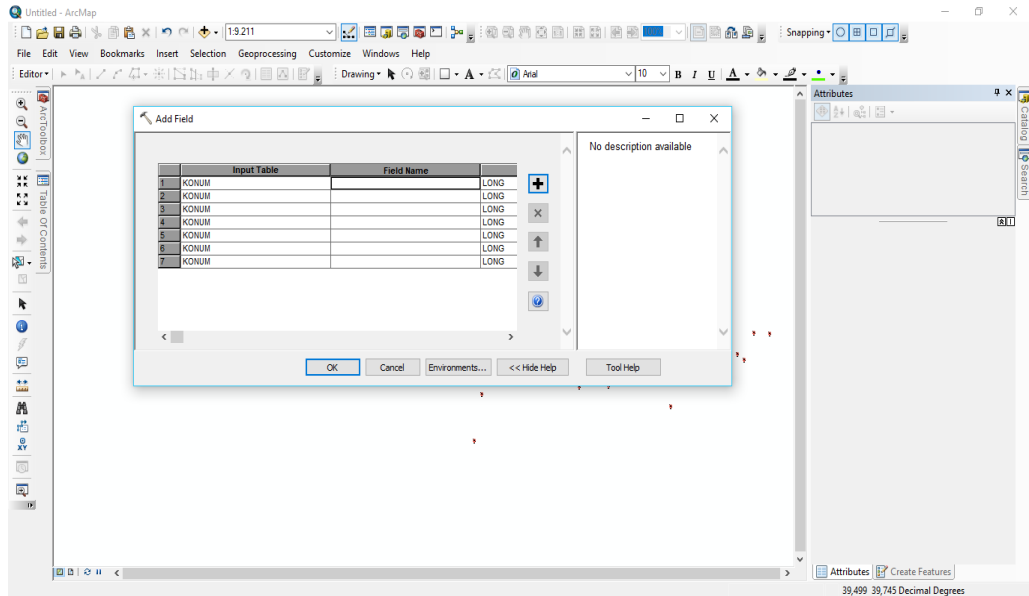 Untitled - ArcMap
1:9.211
Snapping
File Edit View Bookmarks Insert Selection Geoprocessing Customize Windows Help
Editor Drawing A Arial 10 B I U A
Attributes
ArcToolbox
Table Of Contents
Add Field
No description available
Input Table Field Name
1 KONUM LONG
2 KONUM LONG
3 KONUM LONG
4 KONUM LONG
5 KONUM LONG
6 KONUM LONG
7 KONUM LONG
OK Cancel Environments... << Hide Help Tool Help
Catalog
Search
XY
Attributes Create Features
39,499 39,745 Decimal Degrees